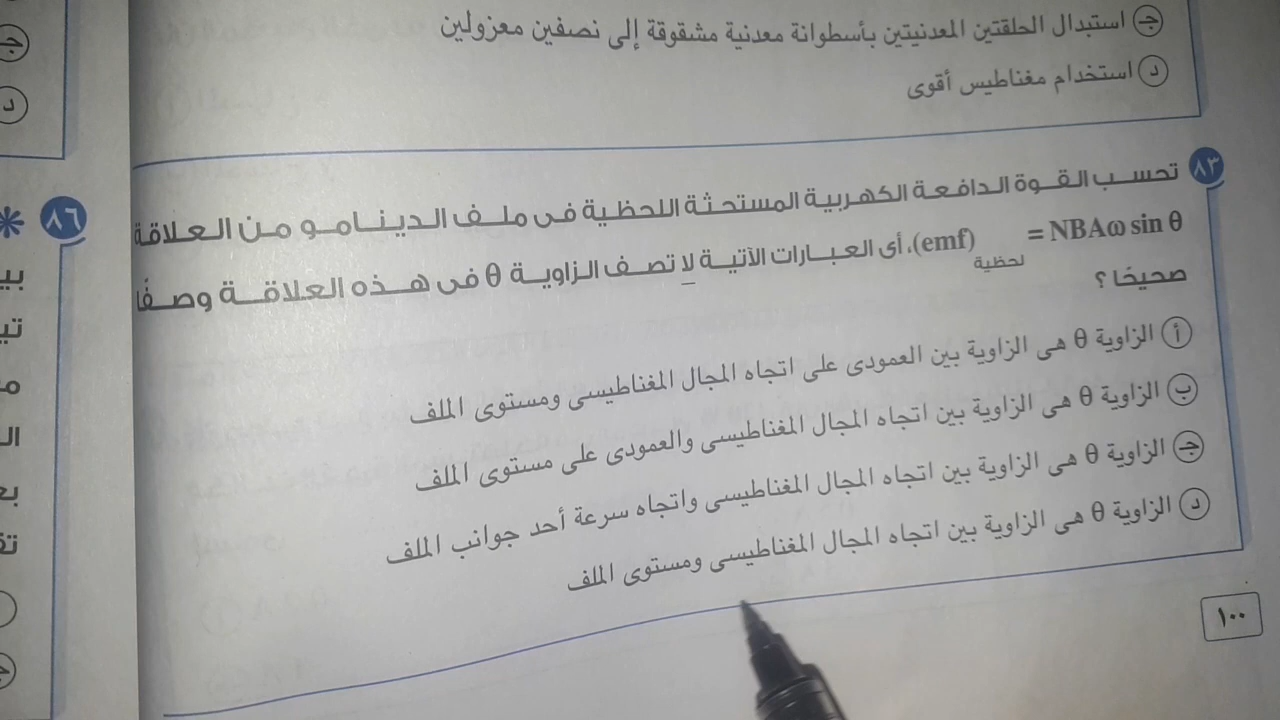 ج استبدال الحلقتين المعدنيتين بأسطوانة معدنية مشقوقة إلى نصفين معزولين
د استخدام مغناطيس أقوى
٨٣ تحسب القوة الدافعة الكهربية المستحثة اللحظية فى ملف الدينامو من العلاقة
(emf)لحظية = NBAω sin θ، أى العبارات الآتية لا تصف الزاوية θ فى هذه العلاقة وصفًا
صحيحًا ؟
أ الزاوية θ هى الزاوية بين العمودى على اتجاه المجال المغناطيسى ومستوى الملف
ب الزاوية θ هى الزاوية بين اتجاه المجال المغناطيسى والعمودى على مستوى الملف
ج الزاوية θ هى الزاوية بين اتجاه المجال المغناطيسى واتجاه سرعة أحد جوانب الملف
د الزاوية θ هى الزاوية بين اتجاه المجال المغناطيسى ومستوى الملف
١٠٠
ج
د
٨٦ *